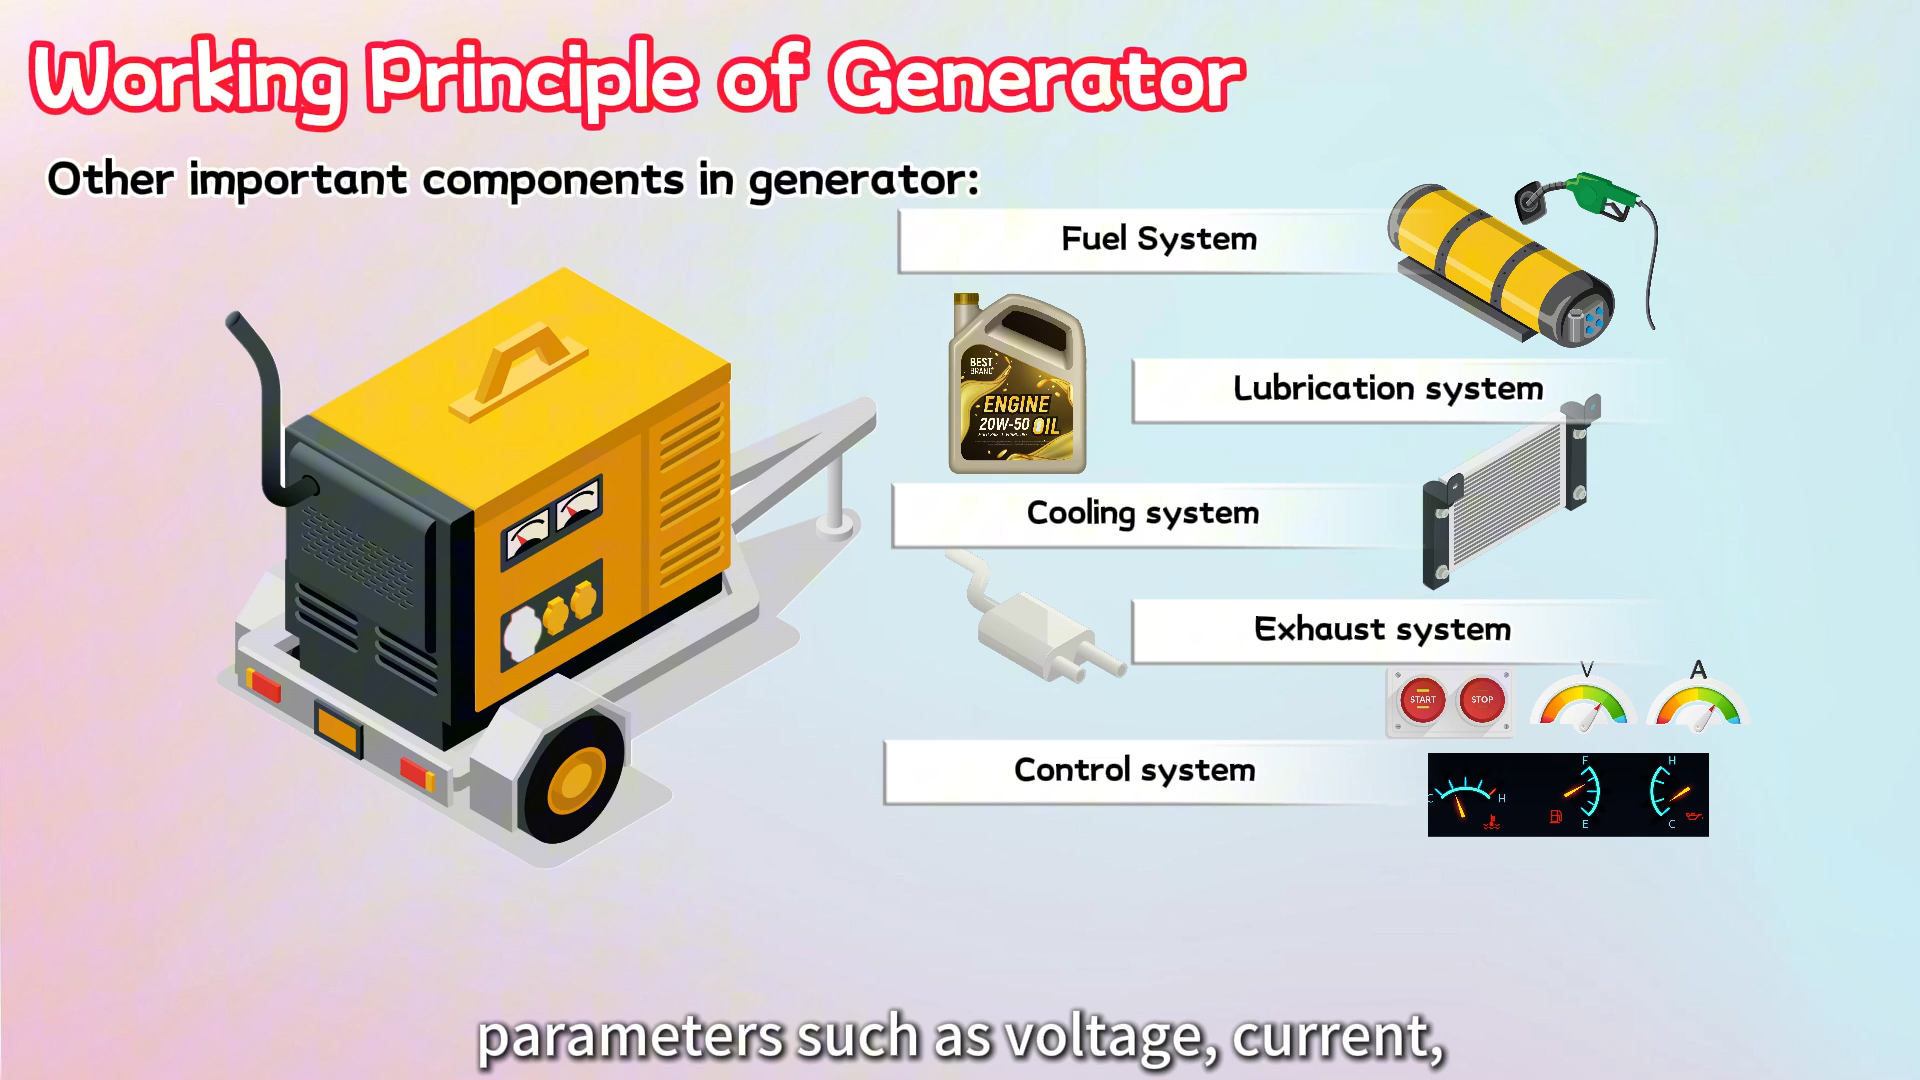 Working Principle of Generator
Other important components in generator:
Fuel System
BEST
BRAND
ENGINE
20W-50 OIL
Lubrication system
Cooling system
Exhaust system
V
A
START
STOP
Control system
C
H
F
E
H
C
parameters such as voltage, current,